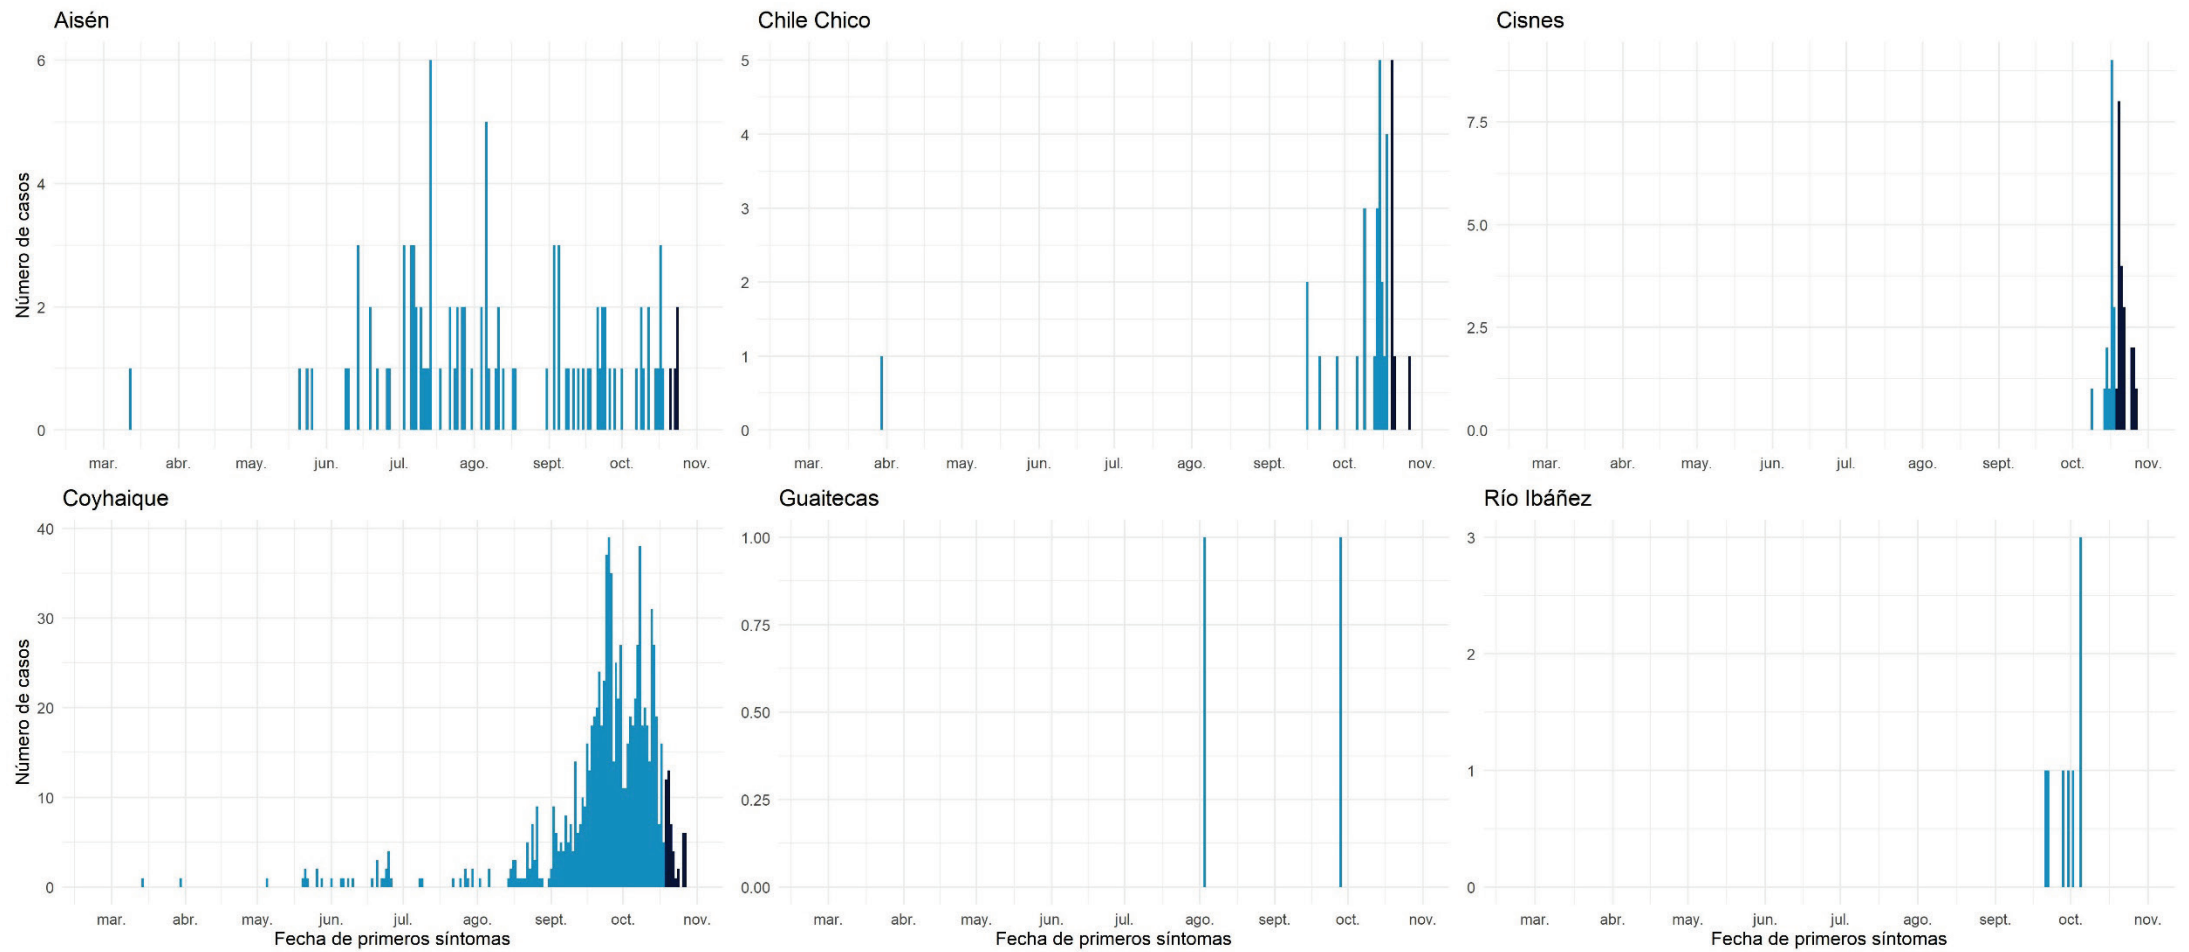 Aisén
Chile Chico
Cisnes
Número de casos
6
4
2
0
mar. abr. may. jun. jul. ago. sept. oct. nov.
5
4
3
2
1
0
mar. abr. may. jun. jul. ago. sept. oct. nov.
7.5
5.0
2.5
0.0
mar. abr. may. jun. jul. ago. sept. oct. nov.
Coyhaique
Guaitecas
Río Ibáñez
Número de casos
40
30
20
10
0
mar. abr. may. jun. jul. ago. sept. oct. nov.
Fecha de primeros síntomas
1.00
0.75
0.50
0.25
0.00
mar. abr. may. jun. jul. ago. sept. oct. nov.
Fecha de primeros síntomas
3
2
1
0
mar. abr. may. jun. jul. ago. sept. oct. nov.
Fecha de primeros síntomas